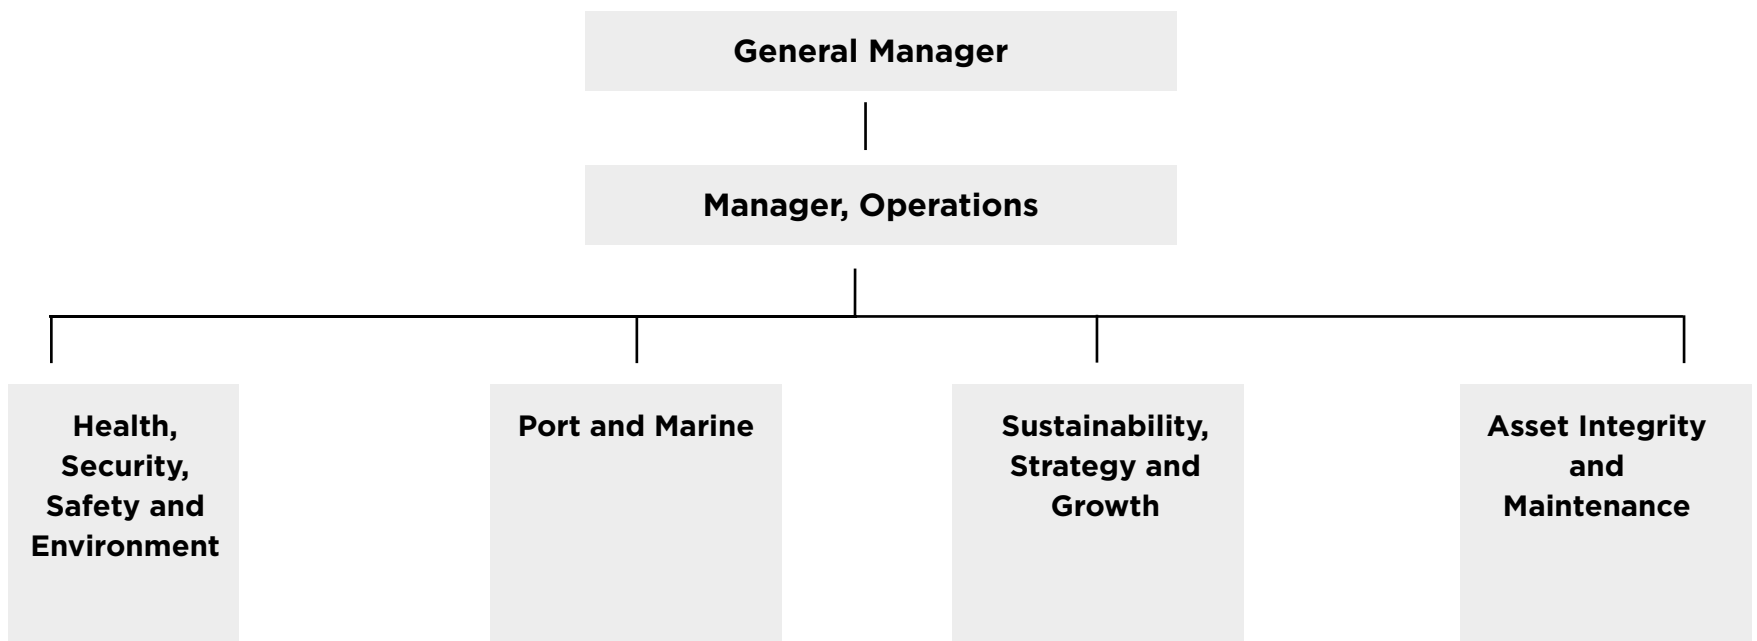 General Manager
Manager, Operations
Health,
Security,
Safety and
Environment
Port and Marine
Sustainability,
Strategy and
Growth
Asset Integrity
and
Maintenance